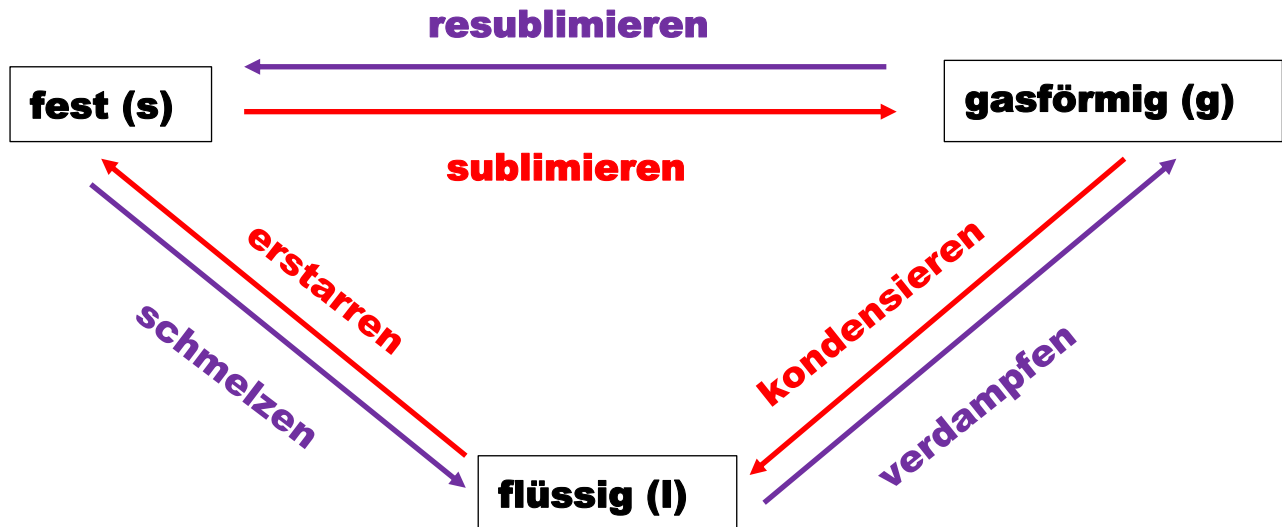 resublimieren
fest (s)
gasförmig (g)
sublimieren
erstarren
schmelzen
kondensieren
verdampfen
flüssig (l)